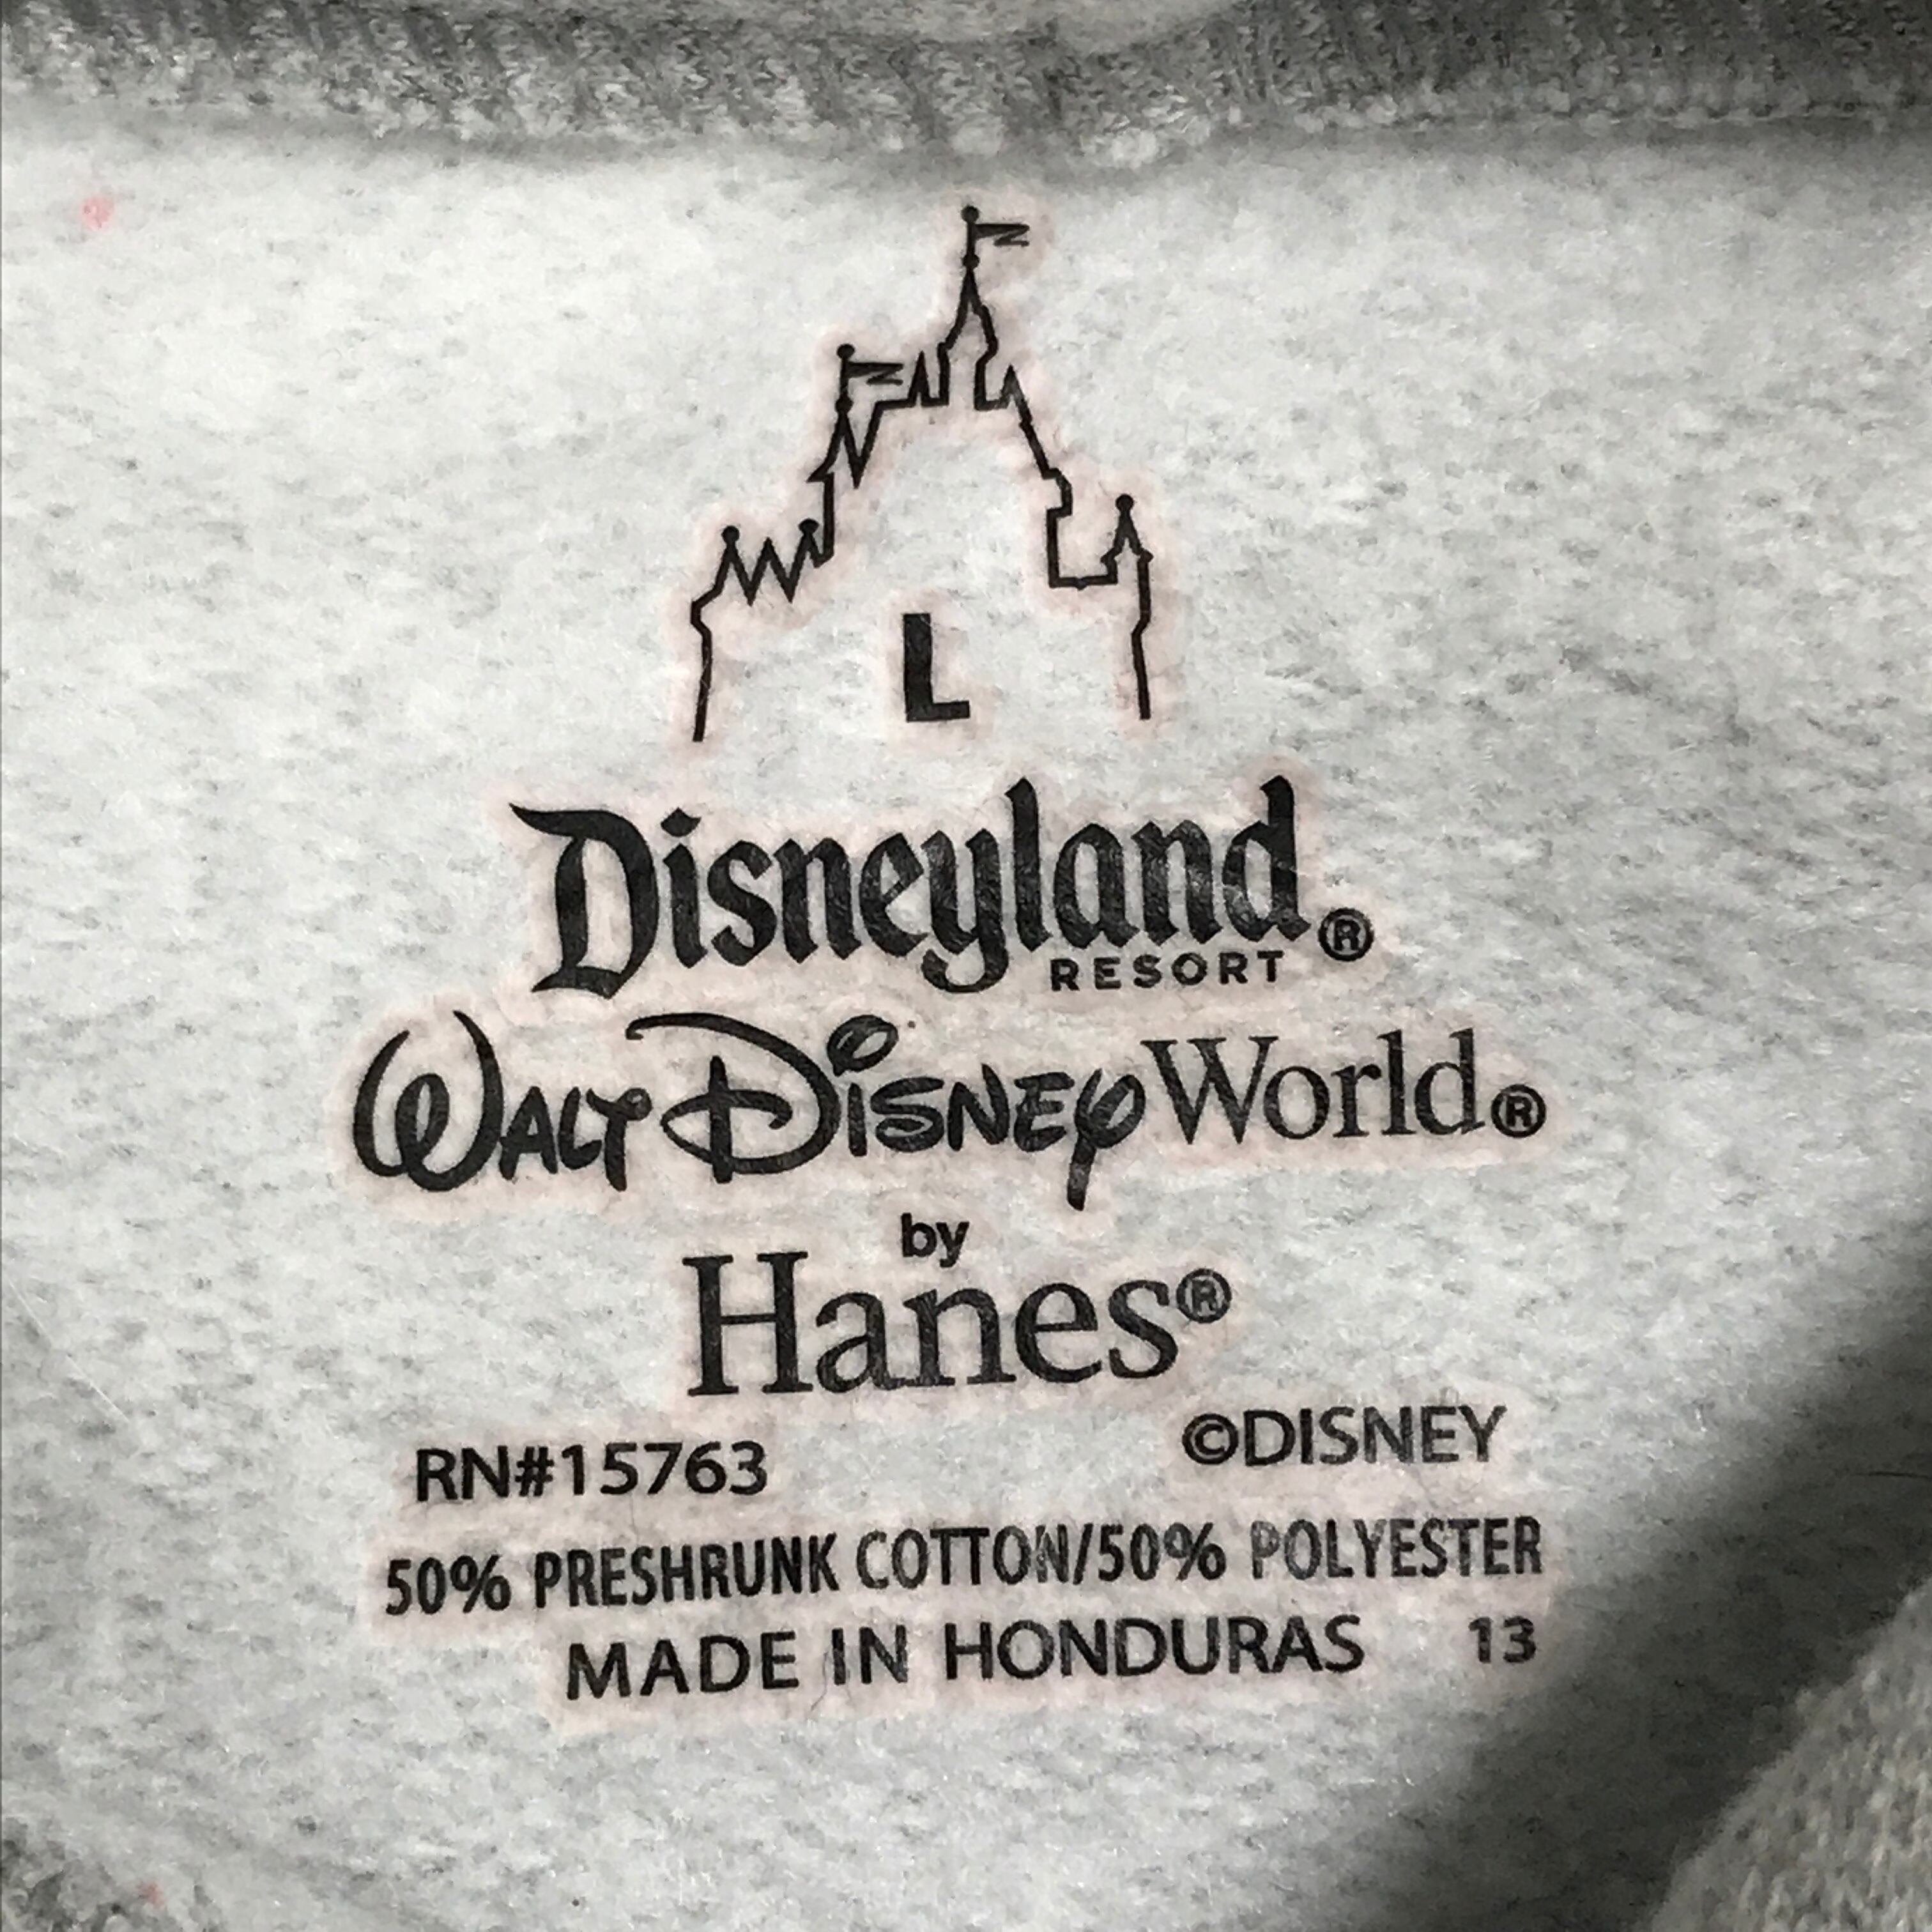 L
Disneyland®
RESORT
WALT DISNEY World®
by
Hanes®
RN#15763 ©DISNEY
50% PRESHRUNK COTTON/50% POLYESTER
MADE IN HONDURAS 13